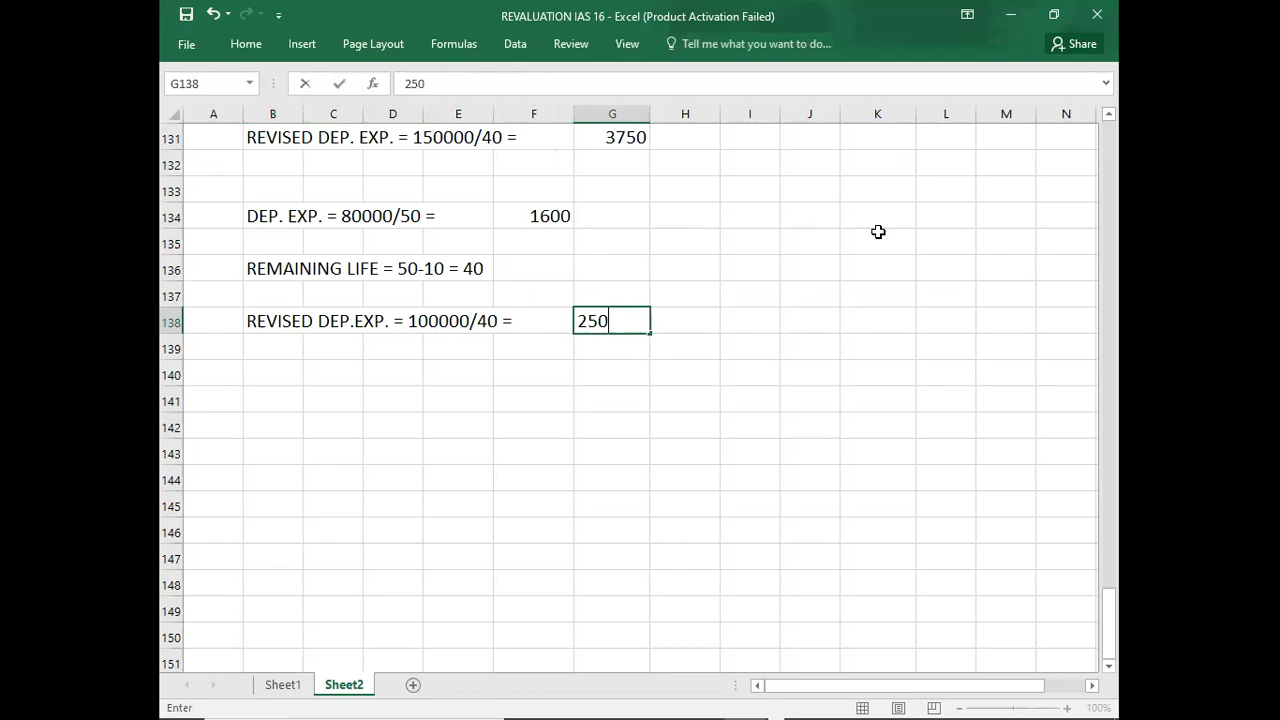 REVALUATION IAS 16 - Excel (Product Activation Failed)
File Home Insert Page Layout Formulas Data Review View Tell me what you want to do... Share
G138 fx 250
A B C D E F G H I J K L M N
131 REVISED DEP. EXP. = 150000/40 = 3750
132
133
134 DEP. EXP. = 80000/50 = 1600
135
136 REMAINING LIFE = 50-10 = 40
137
138 REVISED DEP.EXP. = 100000/40 = 250
139
140
141
142
143
144
145
146
147
148
149
150
151
Sheet1 Sheet2
Enter 100%